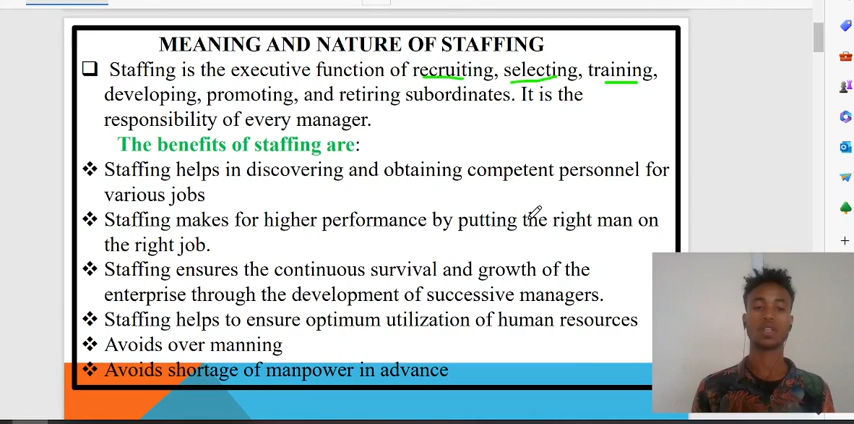 MEANING AND NATURE OF STAFFING
❑ Staffing is the executive function of recruiting, selecting, training,
developing, promoting, and retiring subordinates. It is the
responsibility of every manager.
The benefits of staffing are:
❖ Staffing helps in discovering and obtaining competent personnel for
various jobs
❖ Staffing makes for higher performance by putting the right man on
the right job.
❖ Staffing ensures the continuous survival and growth of the
enterprise through the development of successive managers.
❖ Staffing helps to ensure optimum utilization of human resources
❖ Avoids over manning
❖ Avoids shortage of manpower in advance